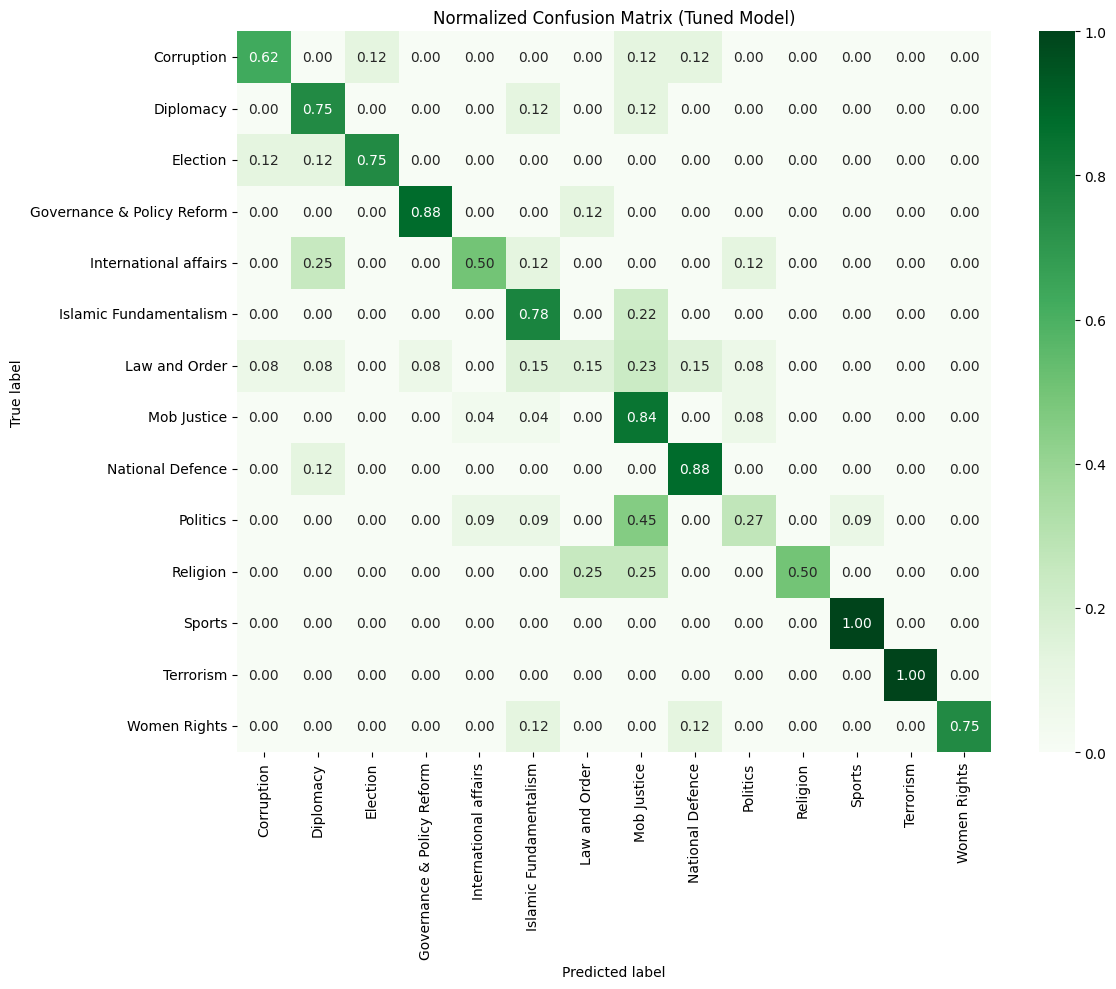 Normalized Confusion Matrix (Tuned Model)
Corruption 0.62 0.00 0.12 0.00 0.00 0.00 0.00 0.12 0.12 0.00 0.00 0.00 0.00 0.00
Diplomacy 0.00 0.75 0.00 0.00 0.00 0.12 0.00 0.12 0.00 0.00 0.00 0.00 0.00 0.00
Election 0.12 0.12 0.75 0.00 0.00 0.00 0.00 0.00 0.00 0.00 0.00 0.00 0.00 0.00
Governance & Policy Reform 0.00 0.00 0.00 0.88 0.00 0.00 0.12 0.00 0.00 0.00 0.00 0.00 0.00 0.00
International affairs 0.00 0.25 0.00 0.00 0.50 0.12 0.00 0.00 0.00 0.12 0.00 0.00 0.00 0.00
Islamic Fundamentalism 0.00 0.00 0.00 0.00 0.00 0.78 0.00 0.22 0.00 0.00 0.00 0.00 0.00 0.00
Law and Order 0.08 0.08 0.00 0.08 0.00 0.15 0.15 0.23 0.15 0.08 0.00 0.00 0.00 0.00
Mob Justice 0.00 0.00 0.00 0.00 0.04 0.04 0.00 0.84 0.00 0.08 0.00 0.00 0.00 0.00
National Defence 0.00 0.12 0.00 0.00 0.00 0.00 0.00 0.00 0.88 0.00 0.00 0.00 0.00 0.00
Politics 0.00 0.00 0.00 0.00 0.09 0.09 0.00 0.45 0.00 0.27 0.00 0.09 0.00 0.00
Religion 0.00 0.00 0.00 0.00 0.00 0.00 0.25 0.25 0.00 0.00 0.50 0.00 0.00 0.00
Sports 0.00 0.00 0.00 0.00 0.00 0.00 0.00 0.00 0.00 0.00 0.00 1.00 0.00 0.00
Terrorism 0.00 0.00 0.00 0.00 0.00 0.00 0.00 0.00 0.00 0.00 0.00 0.00 1.00 0.00
Women Rights 0.00 0.00 0.00 0.00 0.00 0.12 0.00 0.00 0.12 0.00 0.00 0.00 0.00 0.75
True label
Corruption
Diplomacy
Election
Governance & Policy Reform
International affairs
Islamic Fundamentalism
Law and Order
Mob Justice
National Defence
Politics
Religion
Sports
Terrorism
Women Rights
Predicted label
1.0
0.8
0.6
0.4
0.2
0.0